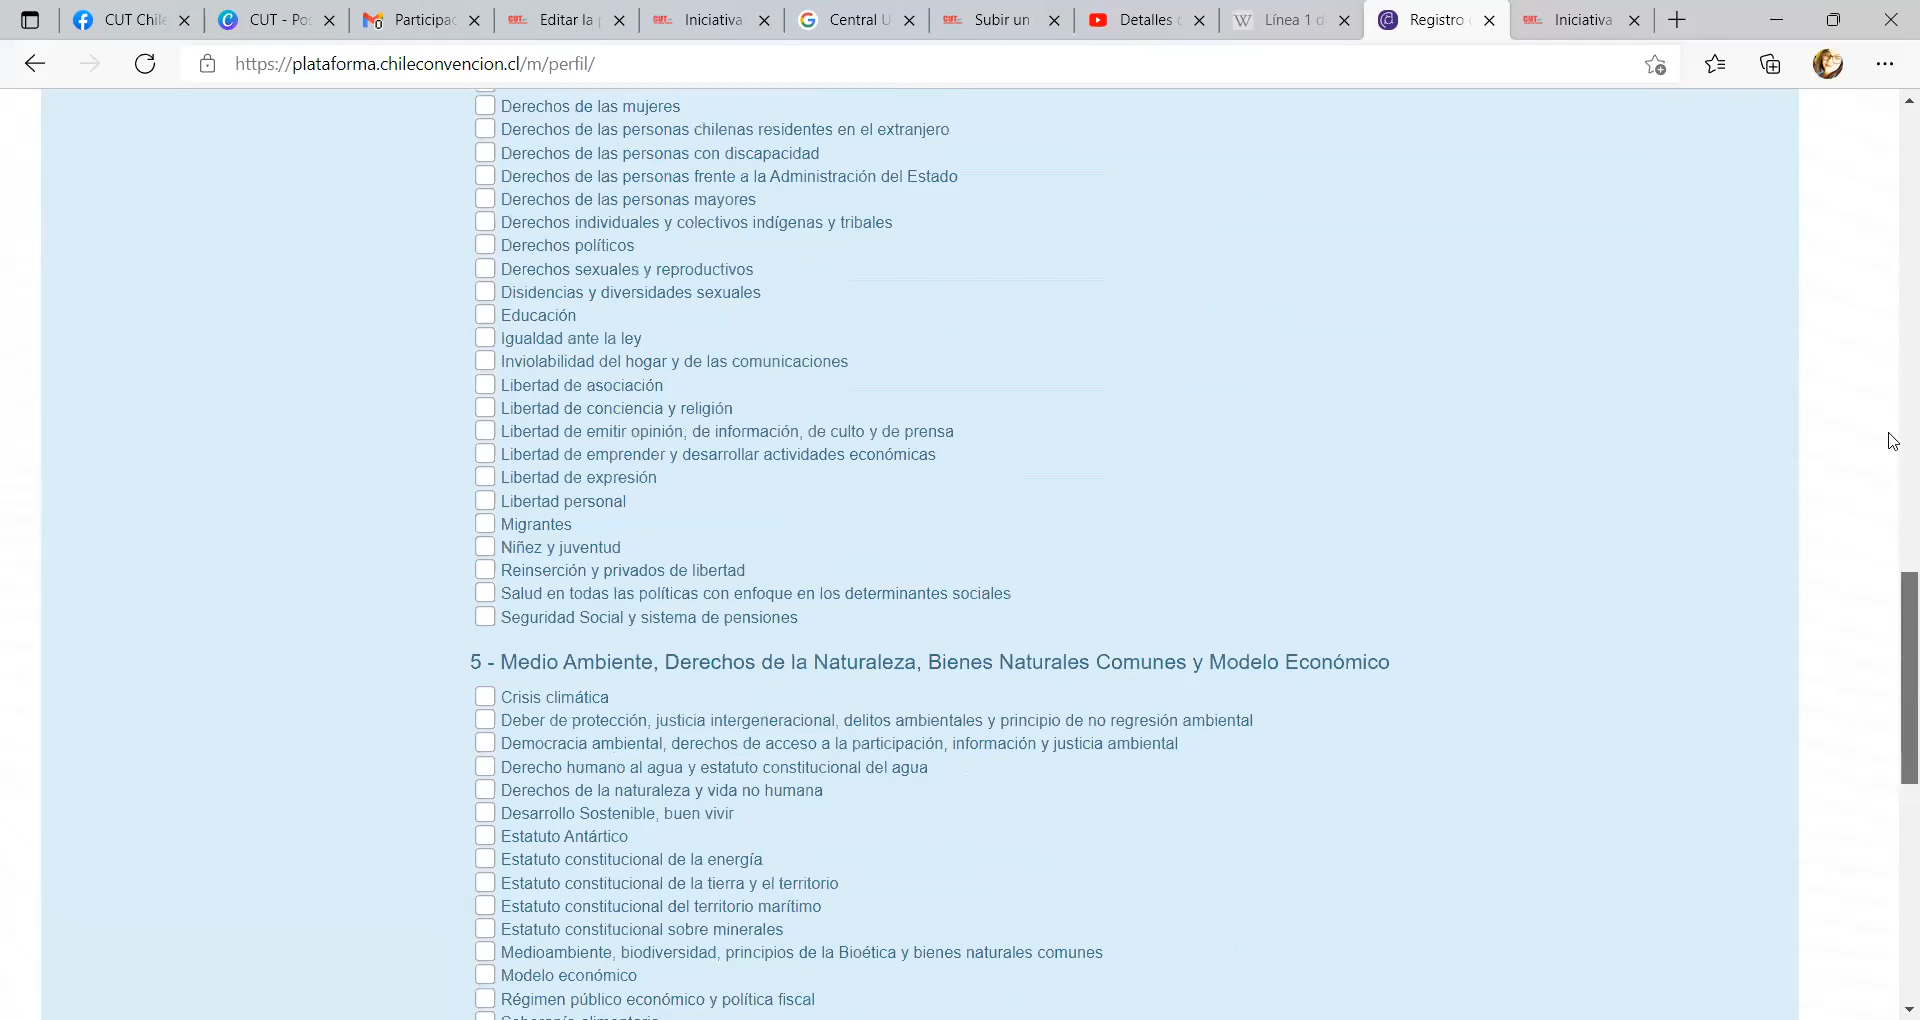 CUT Chile
CUT - Po
Participac
Editar la p
Iniciativa
Central U
Subir un
Detalles
Línea 1 d
Registro
Iniciativa
https://plataforma.chileconvencion.cl/m/perfil/
Derechos de las mujeres
Derechos de las personas chilenas residentes en el extranjero
Derechos de las personas con discapacidad
Derechos de las personas frente a la Administración del Estado
Derechos de las personas mayores
Derechos individuales y colectivos indígenas y tribales
Derechos políticos
Derechos sexuales y reproductivos
Disidencias y diversidades sexuales
Educación
Igualdad ante la ley
Inviolabilidad del hogar y de las comunicaciones
Libertad de asociación
Libertad de conciencia y religión
Libertad de emitir opinión, de información, de culto y de prensa
Libertad de emprender y desarrollar actividades económicas
Libertad de expresión
Libertad personal
Migrantes
Niñez y juventud
Reinserción y privados de libertad
Salud en todas las políticas con enfoque en los determinantes sociales
Seguridad Social y sistema de pensiones
5 - Medio Ambiente, Derechos de la Naturaleza, Bienes Naturales Comunes y Modelo Económico
Crisis climática
Deber de protección, justicia intergeneracional, delitos ambientales y principio de no regresión ambiental
Democracia ambiental, derechos de acceso a la participación, información y justicia ambiental
Derecho humano al agua y estatuto constitucional del agua
Derechos de la naturaleza y vida no humana
Desarrollo Sostenible, buen vivir
Estatuto Antártico
Estatuto constitucional de la energía
Estatuto constitucional de la tierra y el territorio
Estatuto constitucional del territorio marítimo
Estatuto constitucional sobre minerales
Medioambiente, biodiversidad, principios de la Bioética y bienes naturales comunes
Modelo económico
Régimen público económico y política fiscal